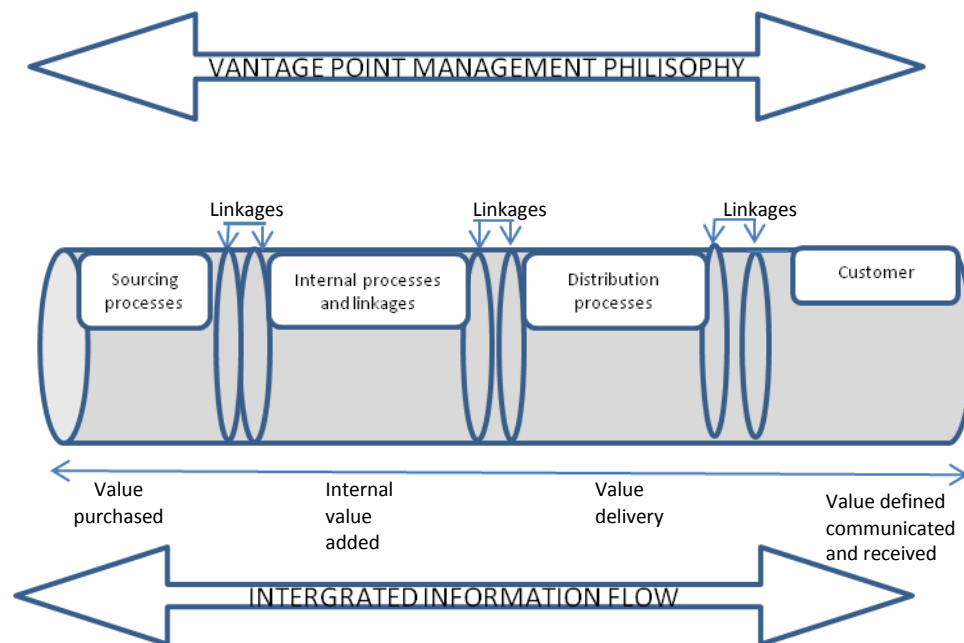 VANTAGE POINT MANAGEMENT PHILISOPHY
Linkages
Linkages
Linkages
Sourcing
processes
Internal processes
and linkages
Distribution
processes
Customer
Value
purchased
Internal
value
added
Value
delivery
Value defined
communicated
and received
INTERGRATED INFORMATION FLOW